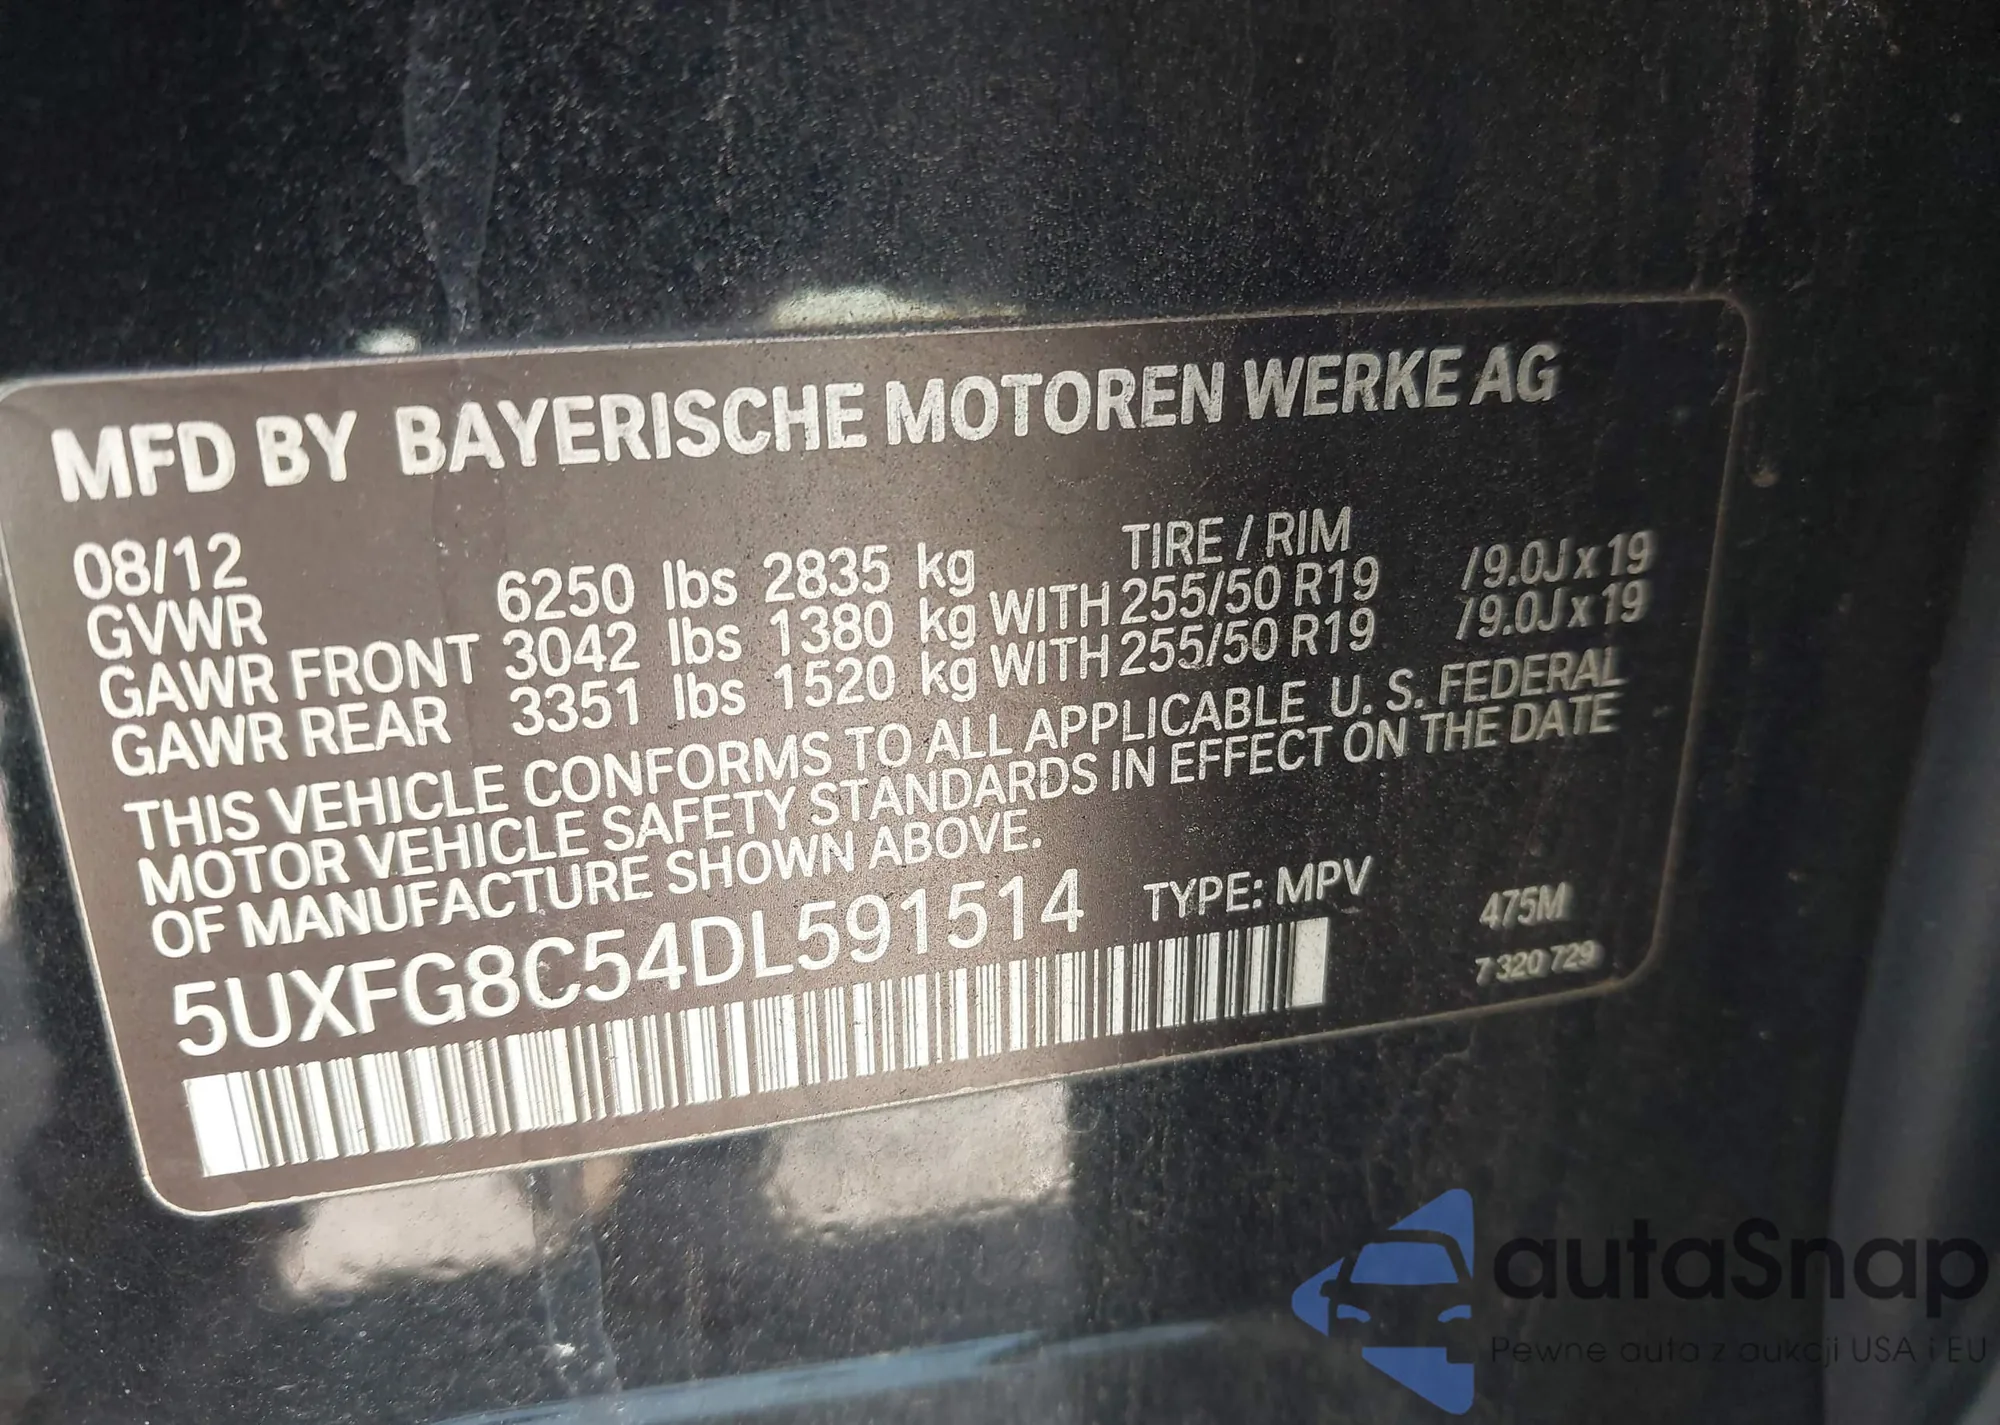 MFD BY BAYERISCHE MOTOREN WERKE AG
08/12 TIRE / RIM
GVWR 6250 lbs 2835 kg
GAWR FRONT 3042 lbs 1380 kg WITH 255/50 R19 /9.0J x 19
GAWR REAR 3351 lbs 1520 kg WITH 255/50 R19 /9.0J x 19
THIS VEHICLE CONFORMS TO ALL APPLICABLE U. S. FEDERAL
MOTOR VEHICLE SAFETY STANDARDS IN EFFECT ON THE DATE
OF MANUFACTURE SHOWN ABOVE.
5UXFG8C54DL591514 TYPE: MPV 475M
7 320 729
autaSnap
Pewne auta z aukcji USA i EU